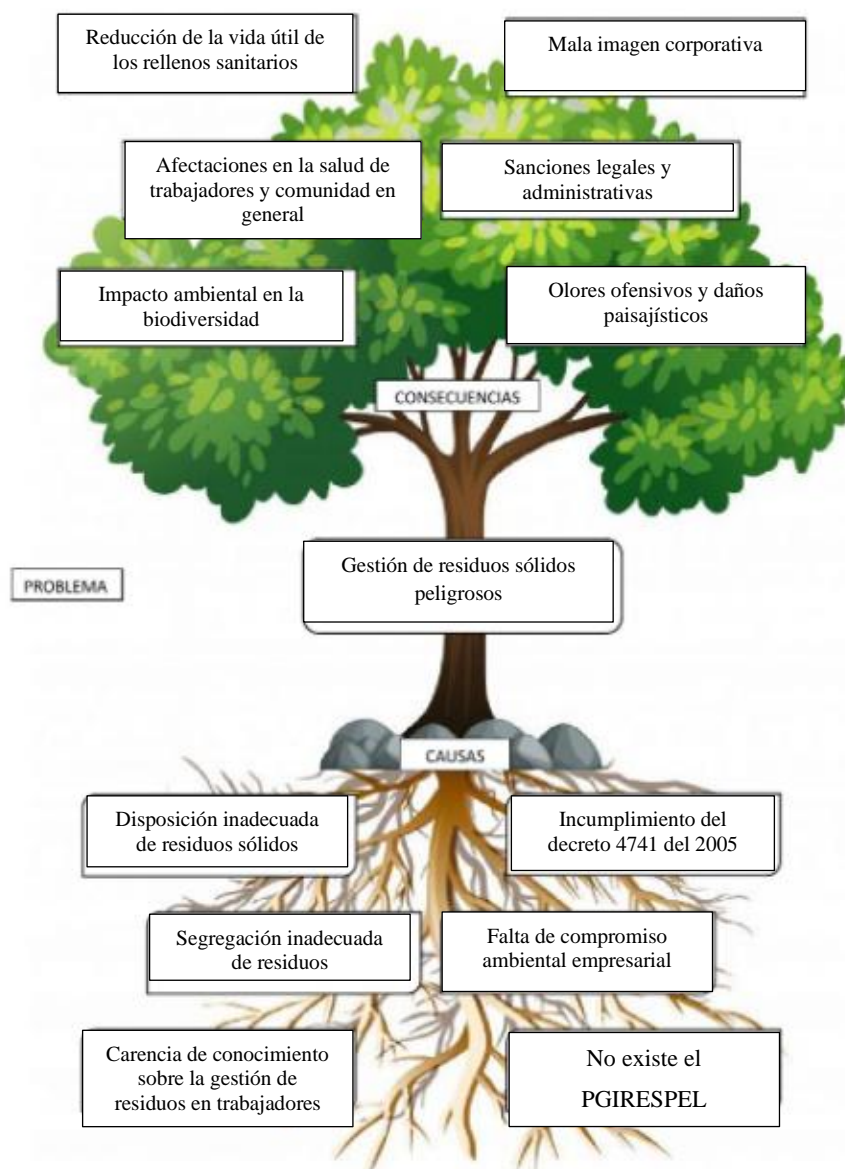 Reducción de la vida útil de
los rellenos sanitarios
Mala imagen corporativa
Afectaciones en la salud de
trabajadores y comunidad en
general
Sanciones legales y
administrativas
Impacto ambiental en la
biodiversidad
Olores ofensivos y daños
paisajísticos
CONSECUENCIAS
Gestión de residuos sólidos
peligrosos
PROBLEMA
CAUSAS
Disposición inadecuada
de residuos sólidos
Incumplimiento del
decreto 4741 del 2005
Segregación inadecuada
de residuos
Falta de compromiso
ambiental empresarial
Carencia de conocimiento
sobre la gestión de
residuos en trabajadores
No existe el
PGIRESPEL